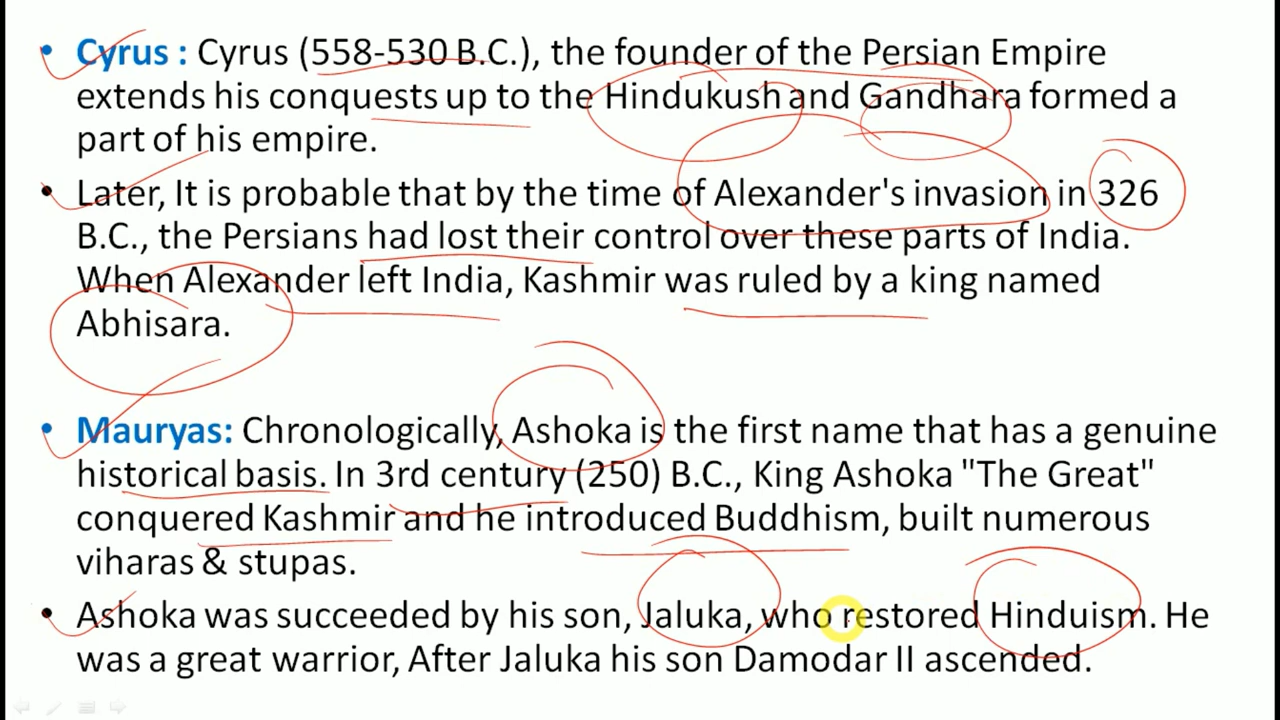 • Cyrus : Cyrus (558-530 B.C.), the founder of the Persian Empire
extends his conquests up to the Hindukush and Gandhara formed a
part of his empire.
• Later, It is probable that by the time of Alexander's invasion in 326
B.C., the Persians had lost their control over these parts of India.
When Alexander left India, Kashmir was ruled by a king named
Abhisara.
• Mauryas: Chronologically, Ashoka is the first name that has a genuine
historical basis. In 3rd century (250) B.C., King Ashoka "The Great"
conquered Kashmir and he introduced Buddhism, built numerous
viharas & stupas.
• Ashoka was succeeded by his son, Jaluka, who restored Hinduism. He
was a great warrior, After Jaluka his son Damodar II ascended.